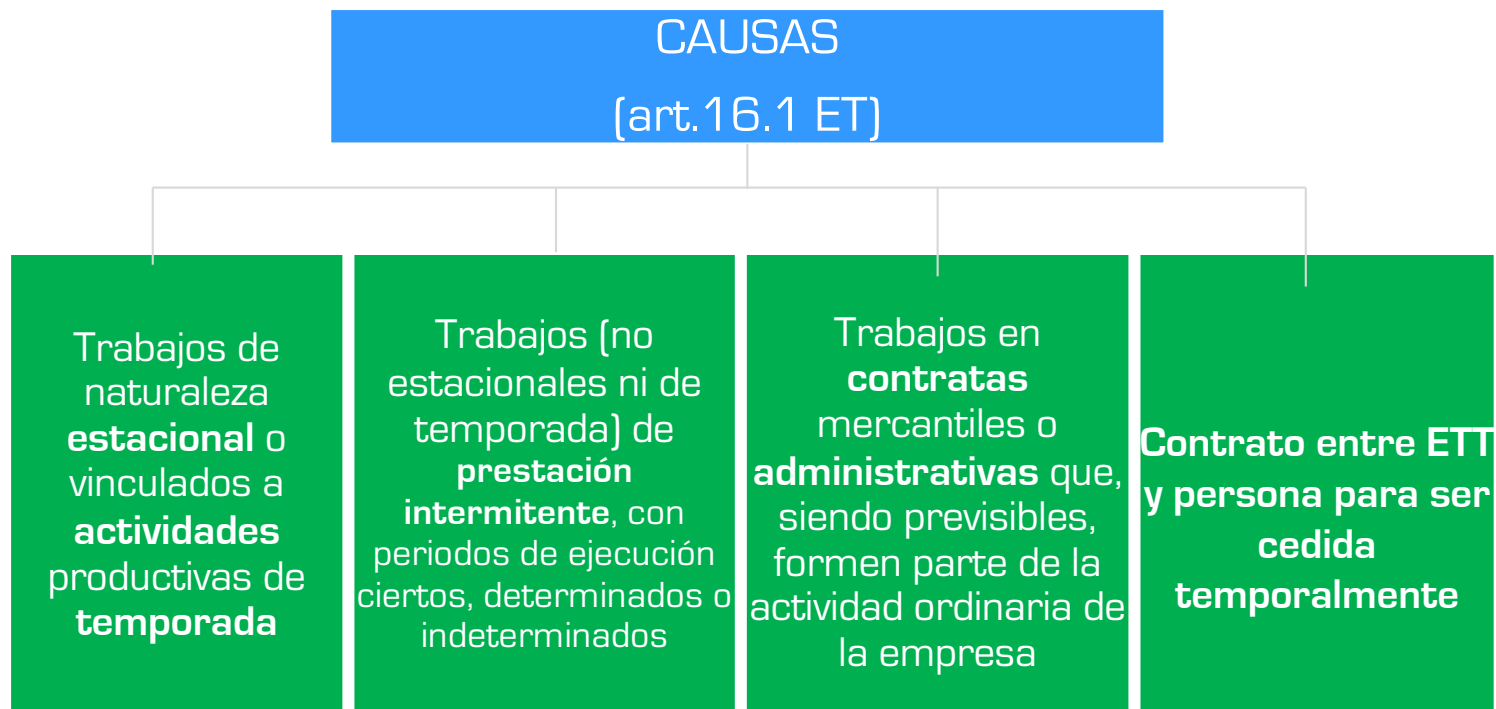 CAUSAS
(art.16.1 ET)
Trabajos de
naturaleza
estacional o
vinculados a
actividades
productivas de
temporada
Trabajos (no
estacionales ni de
temporada) de
prestación
intermitente, con
periodos de ejecución
ciertos, determinados o
indeterminados
Trabajos en
contratas
mercantiles o
administrativas que,
siendo previsibles,
formen parte de la
actividad ordinaria de
la empresa
Contrato entre ETT
y persona para ser
cedida
temporalmente